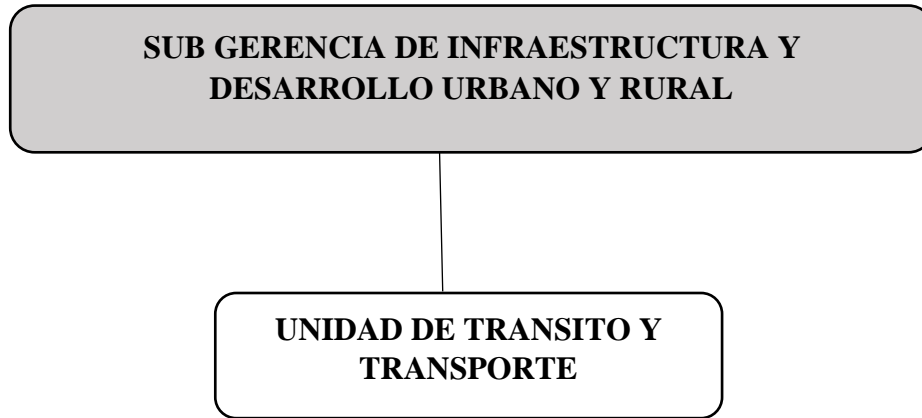 SUB GERENCIA DE INFRAESTRUCTURA Y
DESARROLLO URBANO Y RURAL
UNIDAD DE TRANSITO Y
TRANSPORTE